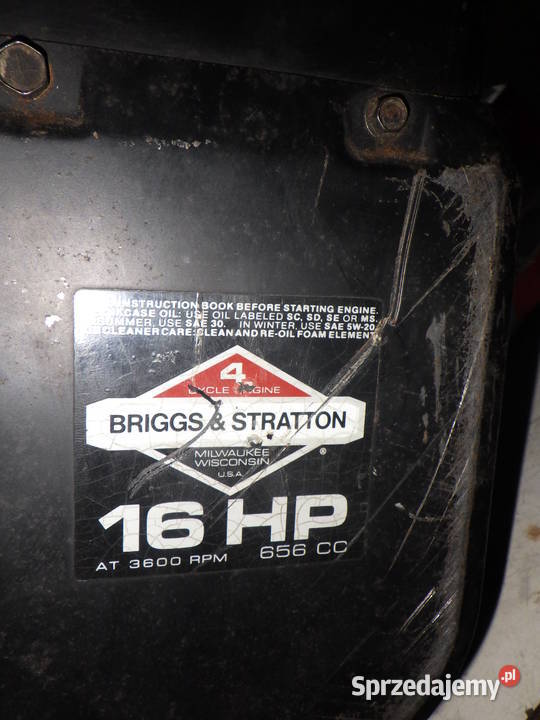 INSTRUCTION BOOK BEFORE STARTING ENGINE.
OIL: USE OIL LABELED SC, SD, SE OR MS.
SUMMER, USE SAE 30. IN WINTER, USE SAE 5W-20
CLEANER CARE: CLEAN AND RE-OIL FOAM ELEMENT
4
CYCLE ENGINE
BRIGGS & STRATTON
MILWAUKEE
WISCONSIN
U.S.A.
®
16 HP
AT 3600 RPM 656 CC
Sprzedajemy.pl